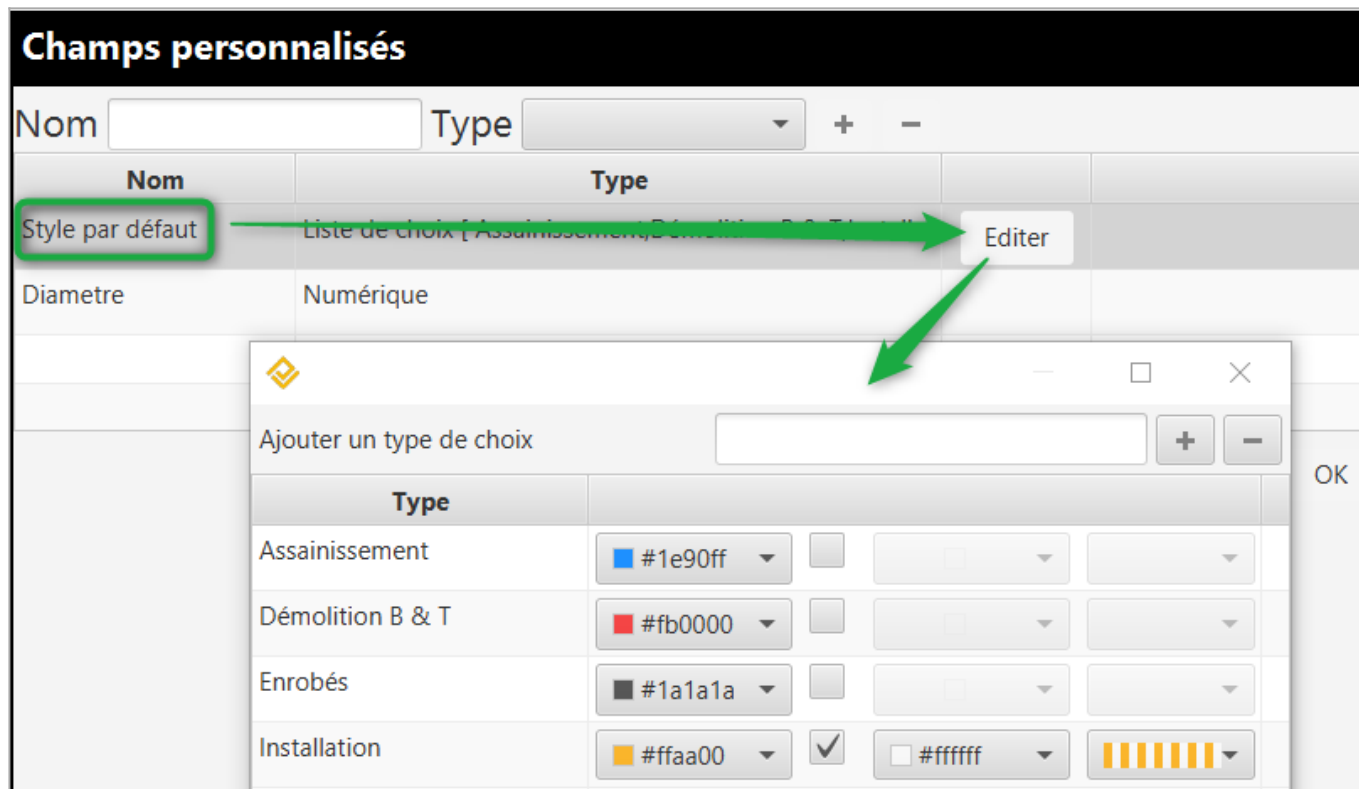 Champs personnalisés
Nom Type + −
Nom Type
Style par défaut Liste de choix [ Assainissement,Démolition B & T Editer
Diametre Numérique
Ajouter un type de choix + −
OK
Type
Assainissement #1e90ff
Démolition B & T #fb0000
Enrobés #1a1a1a
Installation #ffaa00 #ffffff